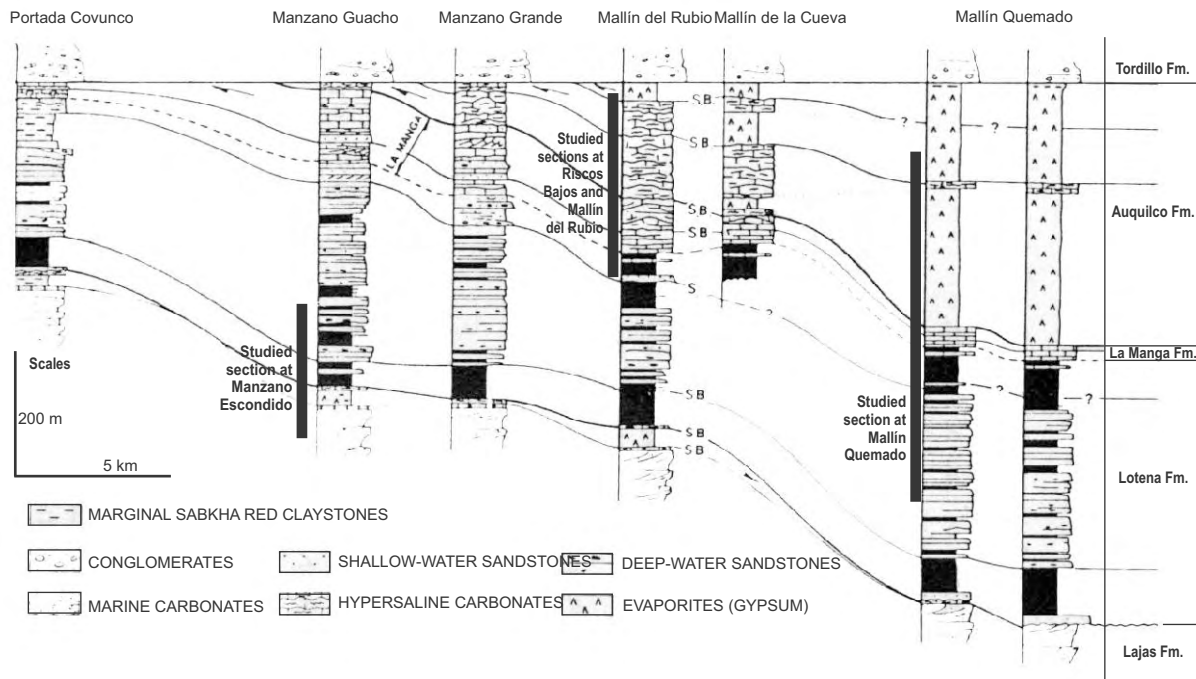 Portada Covunco
Manzano Guacho
Manzano Grande
Mallín del Rubio
Mallín de la Cueva
Mallín Quemado
Tordillo Fm.
S.B.
?
?
LA MANGA
Studied
sections at
Riscos
Bajos and
Mallín
del Rubio
SB
Auquilco Fm.
SB
SB
S
?
Studied
section at
Manzano
Escondido
La Manga Fm.
?
?
Scales
200 m
5 km
Studied
section at
Mallín
Quemado
SB
SB
SB
Lotena Fm.
Lajas Fm.
MARGINAL SABKHA RED CLAYSTONES
CONGLOMERATES
SHALLOW-WATER SANDSTONES
DEEP-WATER SANDSTONES
MARINE CARBONATES
HYPERSALINE CARBONATES
EVAPORITES (GYPSUM)